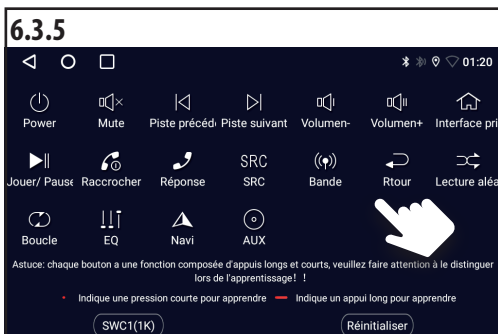 6.3.5
01:20
Power Mute Piste précéd Piste suivant Volumen- Volumen+ Interface pri
Jouer/ Pause Raccrocher Réponse SRC SRC Bande Rtour Lecture aléa
Boucle EQ Navi AUX
Astuce: chaque bouton a une fonction composée d'appuis longs et courts, veuillez faire attention à le distinguer
lors de l'apprentissage! !
Indique une pression courte pour apprendre Indique un appui long pour apprendre
SWC1(1K) Réinitialiser